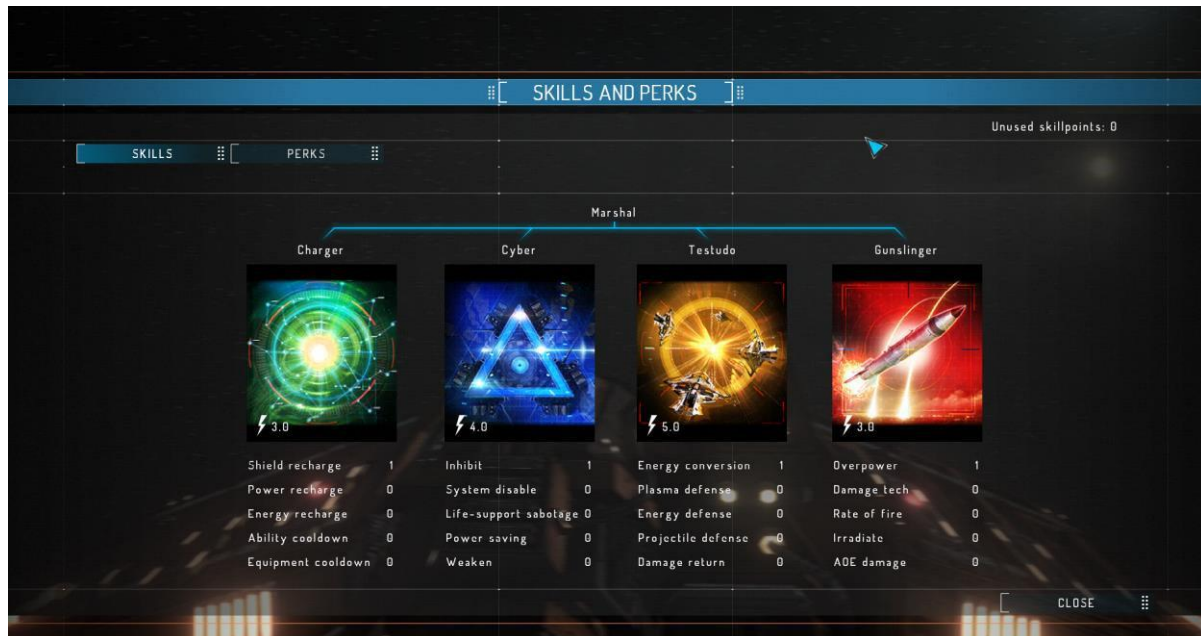 SKILLS AND PERKS
Unused skillpoints: 0
SKILLS PERKS
Marshal
Charger Cyber Testudo Gunslinger
3.0 4.0 5.0 3.0
Shield recharge 1 Inhibit 1 Energy conversion 1 Overpower 1
Power recharge 0 System disable 0 Plasma defense 0 Damage tech 0
Energy recharge 0 Life-support sabotage 0 Energy defense 0 Rate of fire 0
Ability cooldown 0 Power saving 0 Projectile defense 0 Irradiate 0
Equipment cooldown 0 Weaken 0 Damage return 0 AOE damage 0
CLOSE